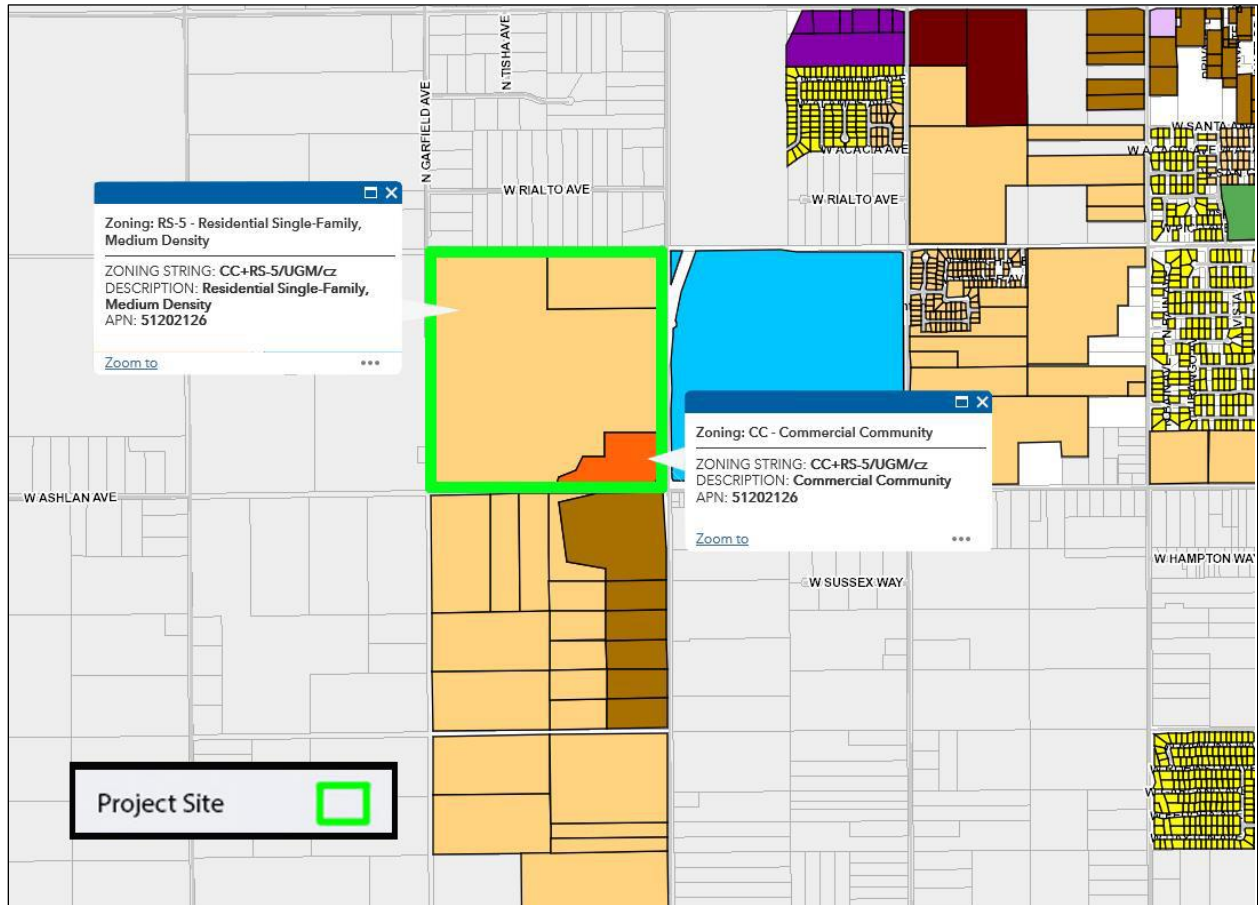 N TISHA AVE
N GARFIELD AVE
W SANTA ANA
W ACACIA AVE
W ACACIA AVE
W RIALTO AVE
W RIALTO AVE
Zoning: RS-5 - Residential Single-Family,
Medium Density
ZONING STRING: CC+RS-5/UGM/cz
DESCRIPTION: Residential Single-Family,
Medium Density
APN: 51202126
Zoom to
Zoning: CC - Commercial Community
ZONING STRING: CC+RS-5/UGM/cz
DESCRIPTION: Commercial Community
APN: 51202126
Zoom to
W ASHLAN AVE
W HAMPTON WAY
W SUSSEX WAY
Project Site